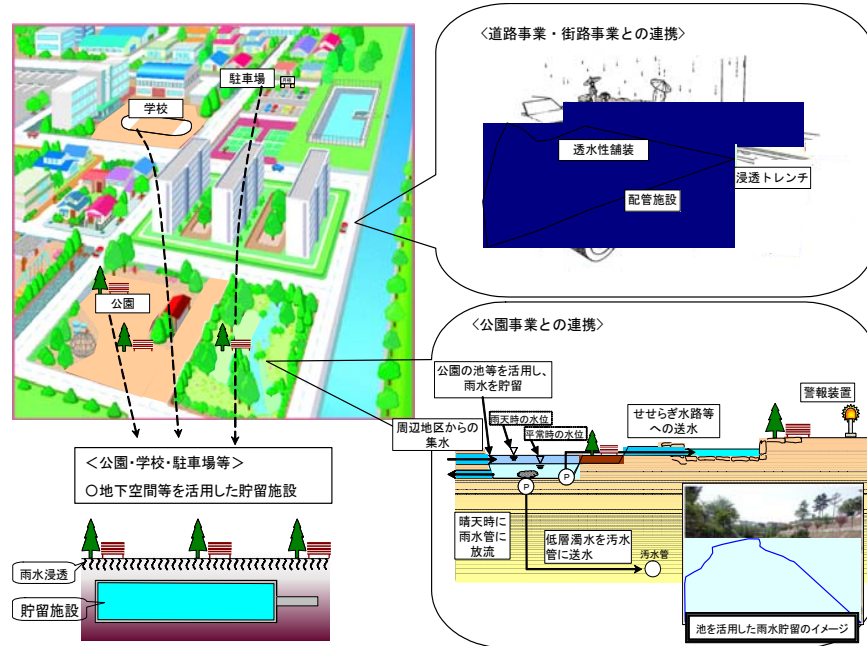 〈道路事業・街路事業との連携〉
駐車場
学校
透水性舗装
浸透トレンチ
配管施設
公園
〈公園事業との連携〉
公園の池等を活用し、
雨水を貯留
警報装置
雨天時の水位
せせらぎ水路等
への送水
周辺地区からの
集水
平常時の水位
P
P
<公園・学校・駐車場等>
○地下空間等を活用した貯留施設
晴天時に
雨水管に
放流
低層濁水を汚水
管に送水
汚水管
雨水浸透
貯留施設
池を活用した雨水貯留のイメージ